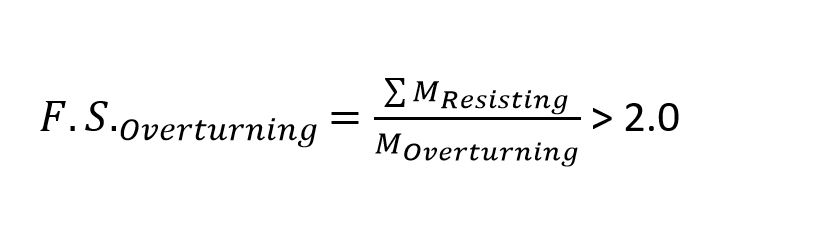 F.S.Overturning = ∑ MResisting / MOverturning > 2.0